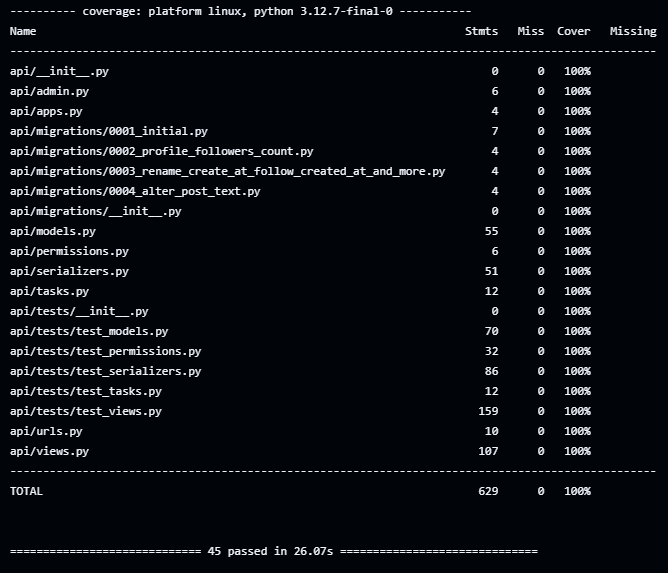 ---------- coverage: platform linux, python 3.12.7-final-0 -----------
Name                                                                 Stmts   Miss  Cover   Missing
--------------------------------------------------------------------------------------------------
api/__init__.py                                                          0      0   100%
api/admin.py                                                             6      0   100%
api/apps.py                                                              4      0   100%
api/migrations/0001_initial.py                                           7      0   100%
api/migrations/0002_profile_followers_count.py                           4      0   100%
api/migrations/0003_rename_create_at_follow_created_at_and_more.py       4      0   100%
api/migrations/0004_alter_post_text.py                                   4      0   100%
api/migrations/__init__.py                                               0      0   100%
api/models.py                                                           55      0   100%
api/permissions.py                                                       6      0   100%
api/serializers.py                                                      51      0   100%
api/tasks.py                                                            12      0   100%
api/tests/__init__.py                                                    0      0   100%
api/tests/test_models.py                                                70      0   100%
api/tests/test_permissions.py                                           32      0   100%
api/tests/test_serializers.py                                           86      0   100%
api/tests/test_tasks.py                                                 12      0   100%
api/tests/test_views.py                                                159      0   100%
api/urls.py                                                             10      0   100%
api/views.py                                                           107      0   100%
--------------------------------------------------------------------------------------------------
TOTAL                                                                  629      0   100%
============================= 45 passed in 26.07s ==============================